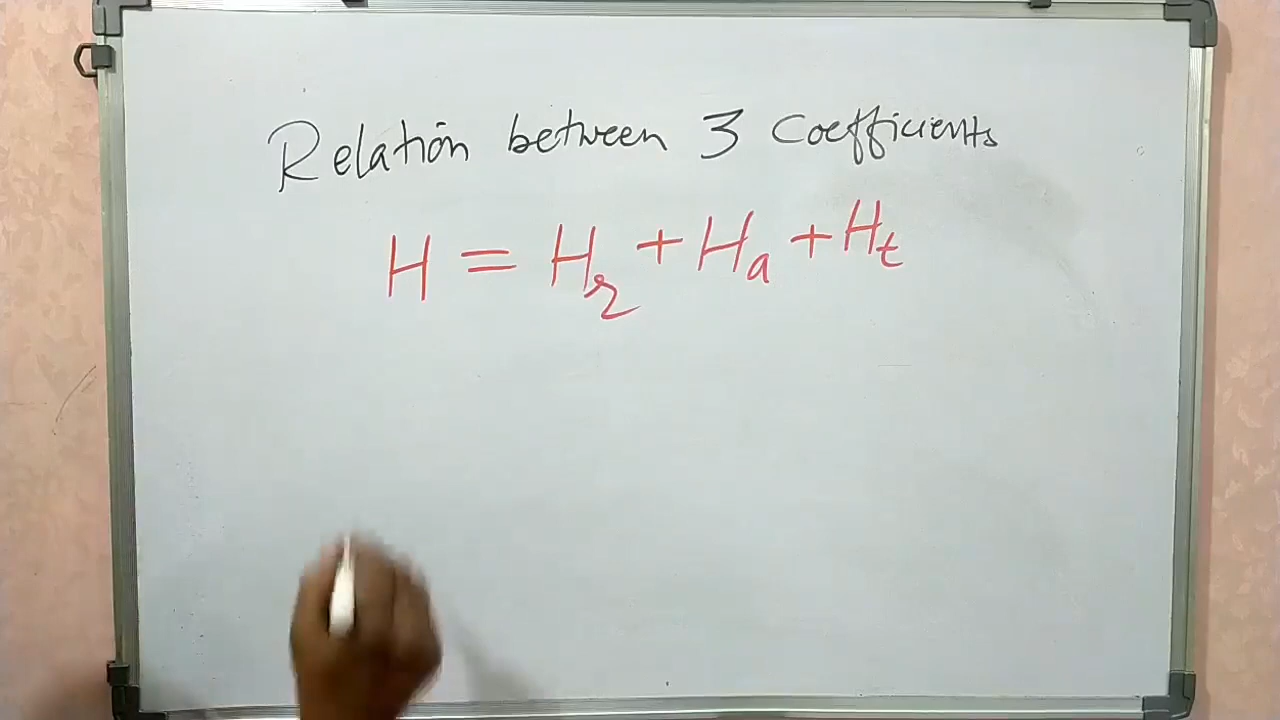 Relation between 3 Coefficients
H = Hr + Ha + Ht